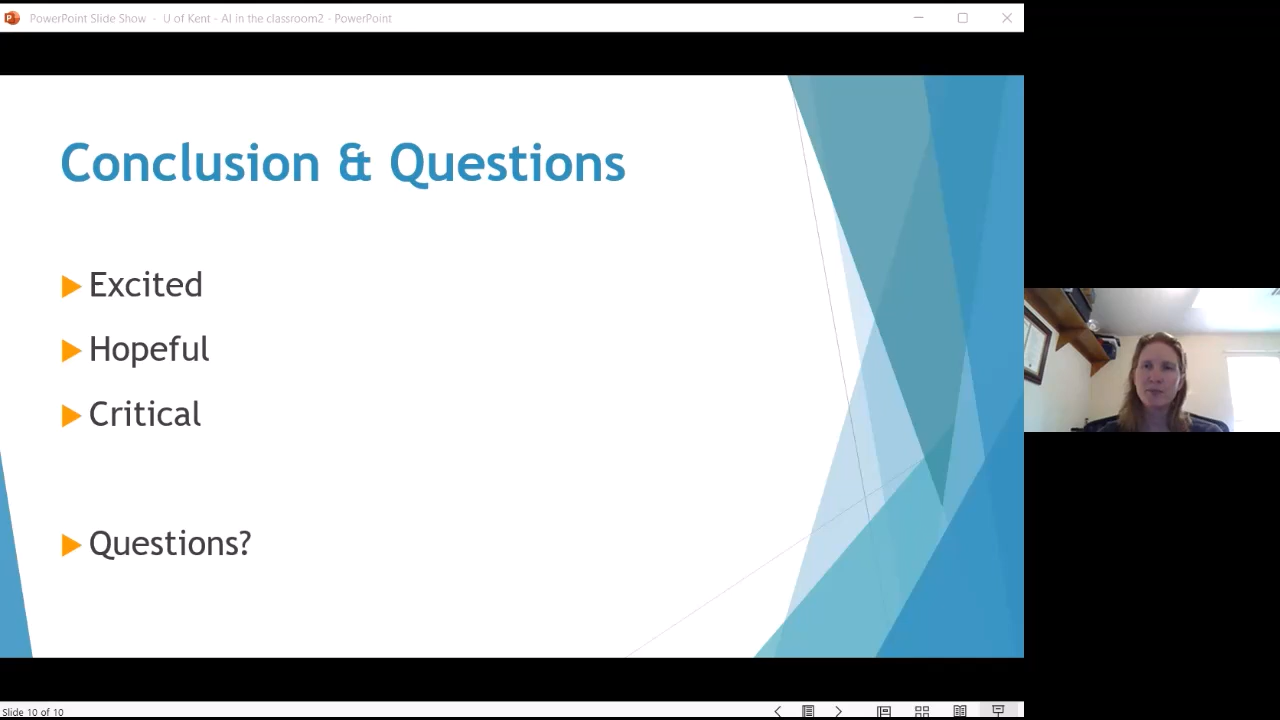 PowerPoint Slide Show - U of Kent - AI in the classroom2 - PowerPoint
Conclusion & Questions
Excited
Hopeful
Critical
Questions?
Slide 10 of 10